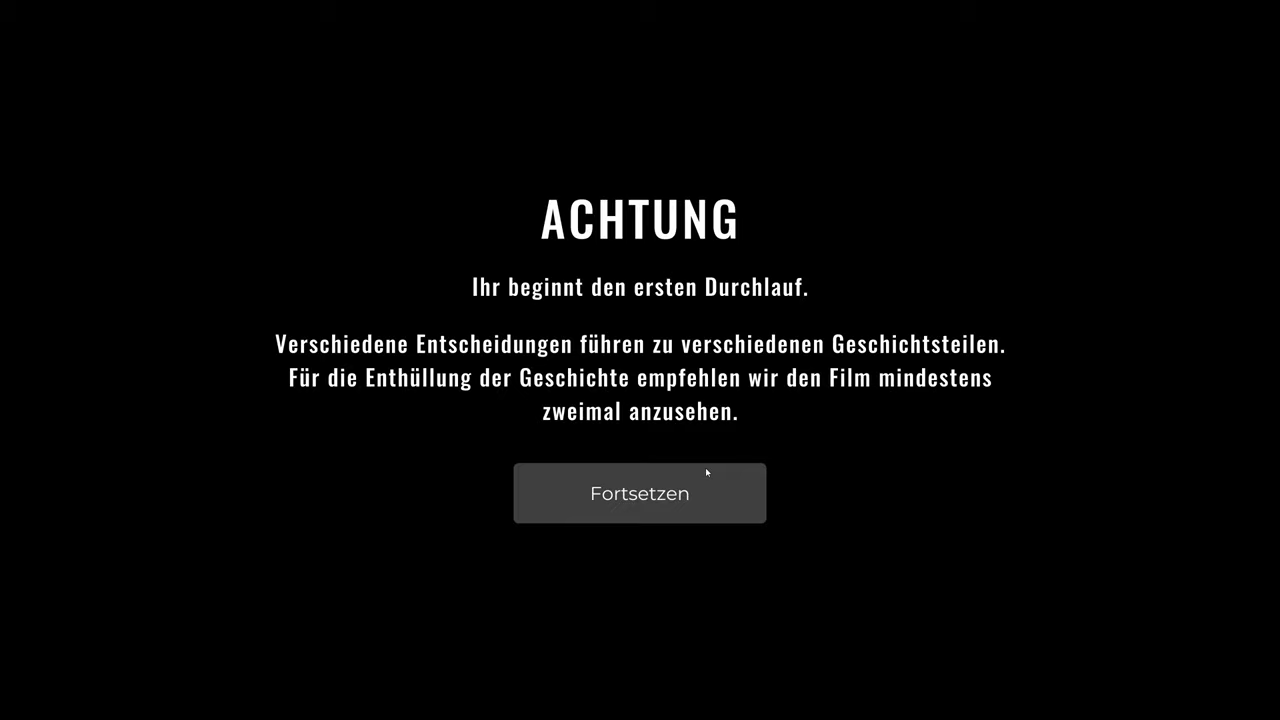 ACHTUNG
Ihr beginnt den ersten Durchlauf.
Verschiedene Entscheidungen führen zu verschiedenen Geschichtsteilen.
Für die Enthüllung der Geschichte empfehlen wir den Film mindestens
zweimal anzusehen.
Fortsetzen